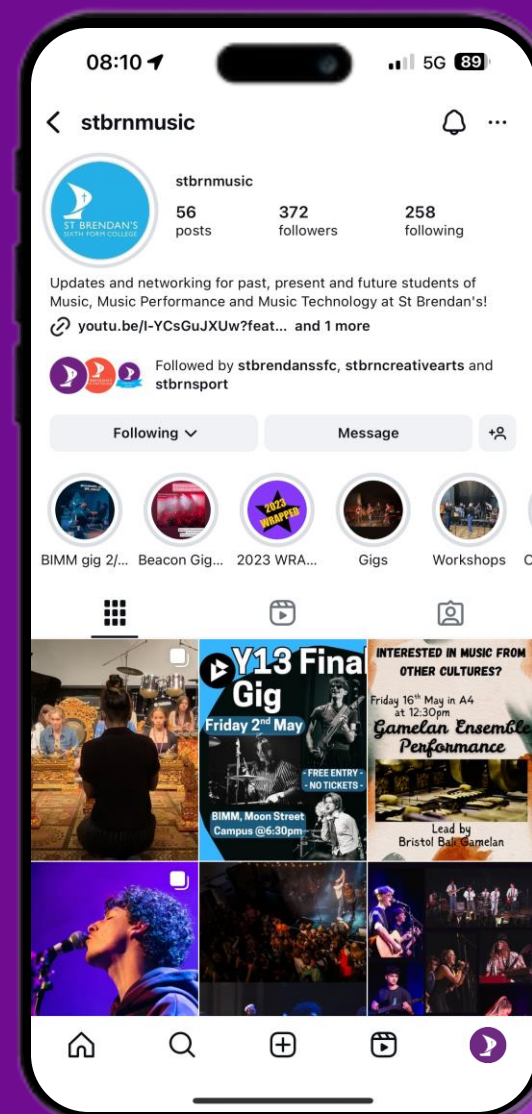 08:10
5G 89
stbrnmusic
ST BRENDAN'S
SIXTH FORM COLLEGE
stbrnmusic
56 372 258
posts followers following
Updates and networking for past, present and future students of
Music, Music Performance and Music Technology at St Brendan's!
youtu.be/I-YCsGuJXUw?feat... and 1 more
Followed by stbrendanssfc, stbrncreativearts and
stbrnsport
Following Message
2023
WRAPPED
BIMM gig 2/... Beacon Gig... 2023 WRA... Gigs Workshops
Y13 Final
Gig
Friday 2nd May
- FREE ENTRY -
- NO TICKETS -
BIMM, Moon Street
Campus @6:30pm
INTERESTED IN MUSIC FROM
OTHER CULTURES?
Friday 16th May in A4
at 12:30pm
Gamelan Ensemble
Performance
Lead by
Bristol Bali Gamelan